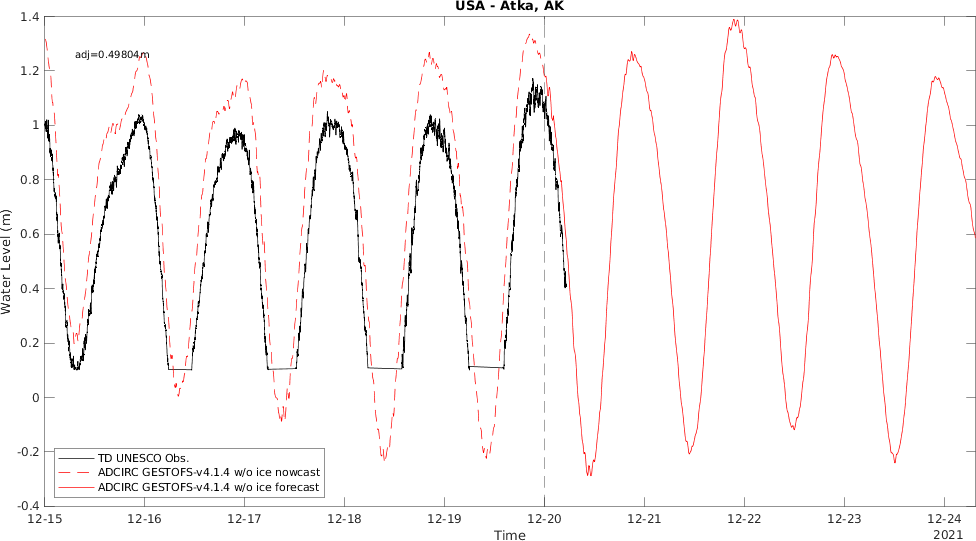 USA - Atka, AK
adj=0.49804m
1.4
1.2
1
0.8
0.6
0.4
0.2
0
-0.2
-0.4
Water Level (m)
TD UNESCO Obs.
ADCIRC GESTOFS-v4.1.4 w/o ice nowcast
ADCIRC GESTOFS-v4.1.4 w/o ice forecast
12-15 12-16 12-17 12-18 12-19 12-20 12-21 12-22 12-23 12-24
Time
2021